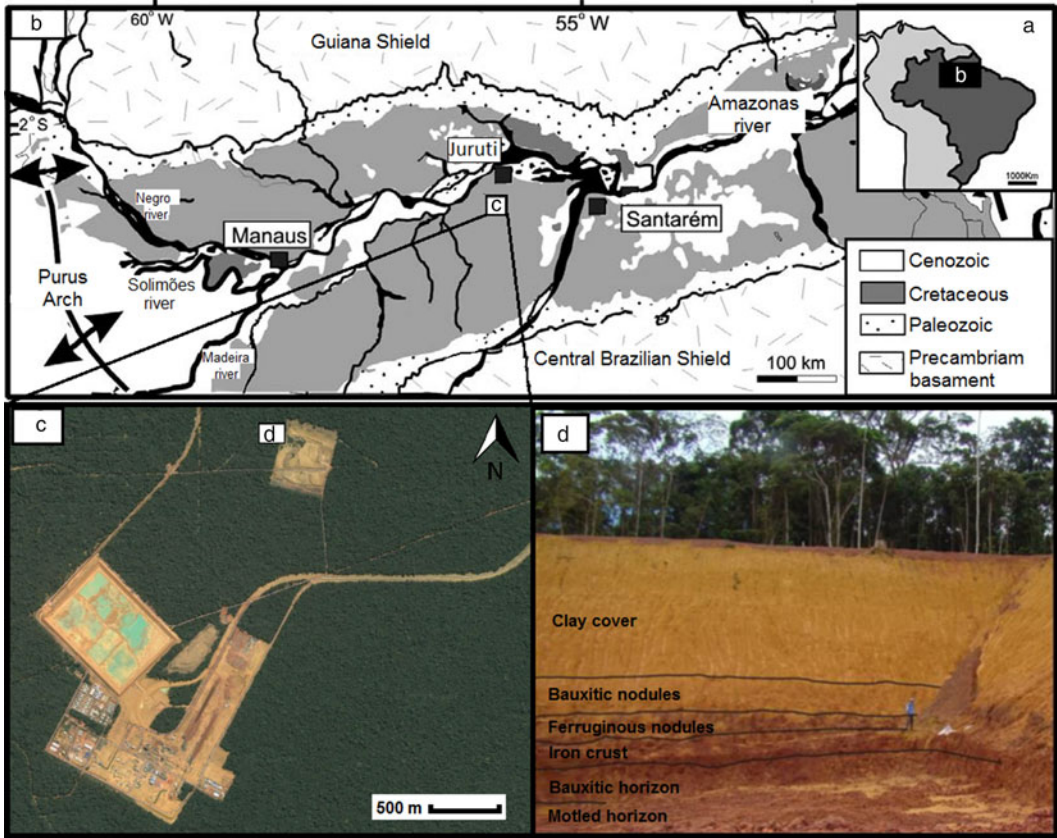 b
60° W
55° W
a
Guiana Shield
b
Amazonas
river
2° S
Juruti
1000Km
Negro
river
c
Santarém
Manaus
Purus
Arch
Solimões
river
Cenozoic
Cretaceous
Paleozoic
Precambriam
basament
Madeira
river
Central Brazilian Shield
100 km
c
d
N
500 m
d
Clay cover
Bauxitic nodules
Ferruginous nodules
Iron crust
Bauxitic horizon
Motled horizon